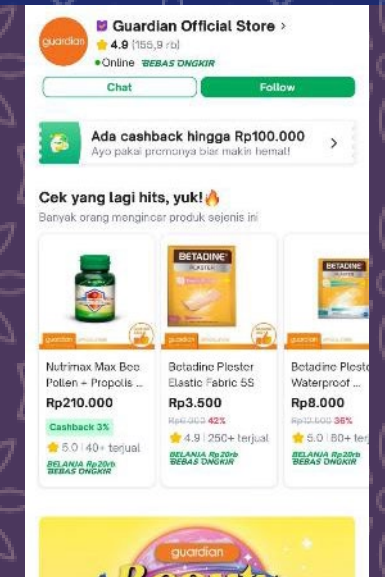 guardian
Guardian Official Store
4.9 (155,9 rb)
Online BEBAS ONGKIR
Chat
Follow
Ada cashback hingga Rp100.000
Ayo pakai promonya biar makin hemat!
Cek yang lagi hits, yuk!
Banyak orang mengincar produk sejenis ini
BETADINE
PLASTER
BETADINE
guardian
guardian
guardian
Nutrimax Max Bee
Pollen + Propolis ...
Rp210.000
Cashback 3%
5.0 40+ terjual
BELANJA Rp20rb
BEBAS ONGKIR
Betadine Plester
Elastic Fabric 5S
Rp3.500
42%
4.9 250+ terjual
BELANJA Rp20rb
BEBAS ONGKIR
Betadine Pleste
Waterproof ...
Rp8.000
Rp12.500 36%
5.0 80+ ter
BELANJA Rp20rb
BEBAS ONGKIR
guardian